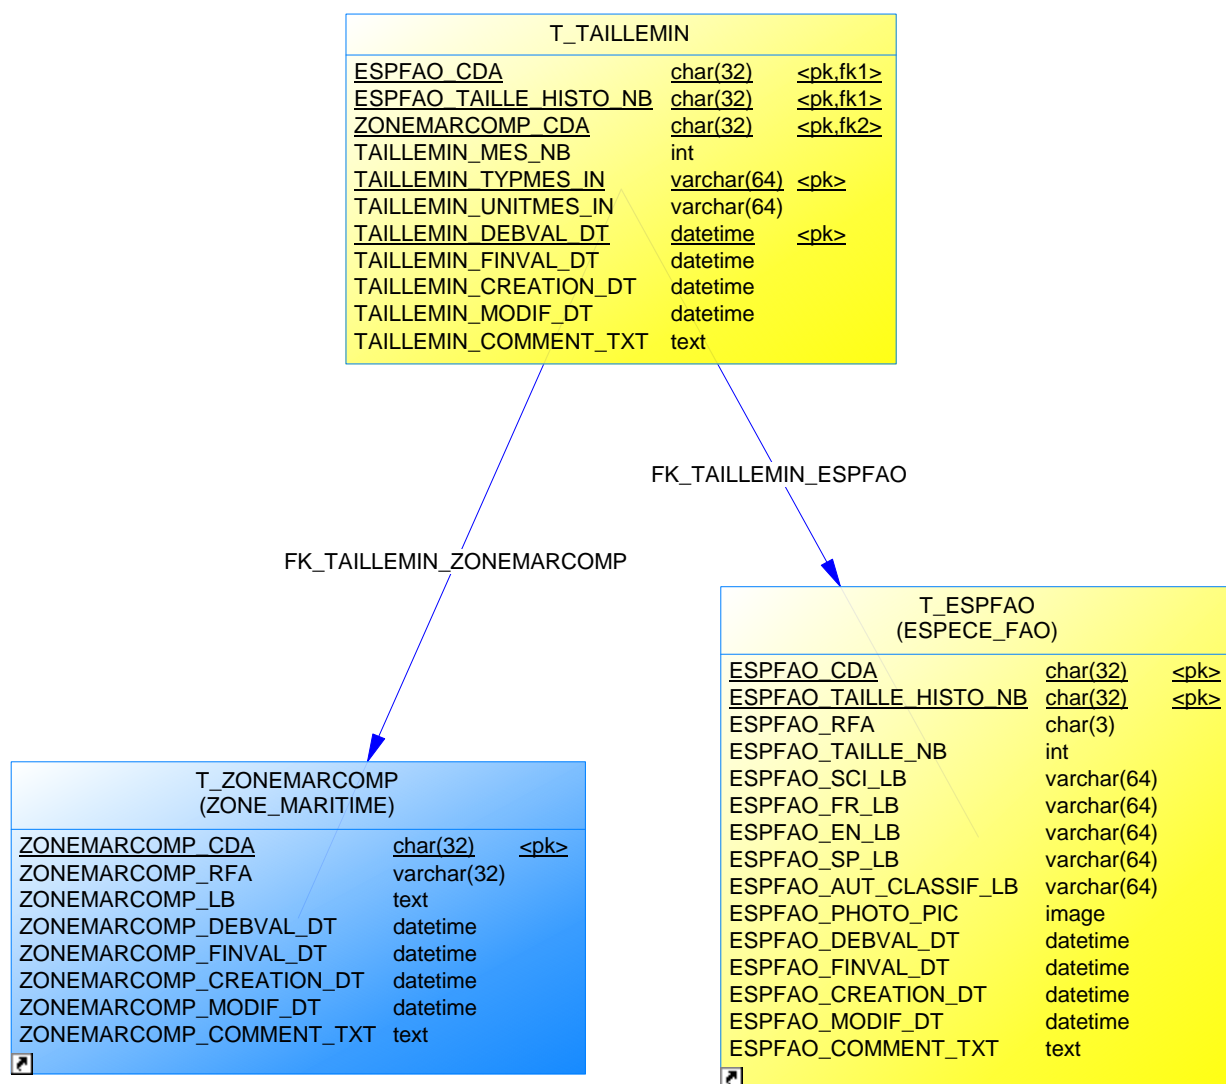 T_TAILLEMIN
ESPFAO_CDA char(32) <pk,fk1>
ESPFAO_TAILLE_HISTO_NB char(32) <pk,fk1>
ZONEMARCOMP_CDA char(32) <pk,fk2>
TAILLEMIN_MES_NB int
TAILLEMIN_TYPMES_IN varchar(64) <pk>
TAILLEMIN_UNITMES_IN varchar(64)
TAILLEMIN_DEBVAL_DT datetime <pk>
TAILLEMIN_FINVAL_DT datetime
TAILLEMIN_CREATION_DT datetime
TAILLEMIN_MODIF_DT datetime
TAILLEMIN_COMMENT_TXT text
FK_TAILLEMIN_ESPFAO
FK_TAILLEMIN_ZONEMARCOMP
T_ZONEMARCOMP
(ZONE_MARITIME)
ZONEMARCOMP_CDA char(32) <pk>
ZONEMARCOMP_RFA varchar(32)
ZONEMARCOMP_LB text
ZONEMARCOMP_DEBVAL_DT datetime
ZONEMARCOMP_FINVAL_DT datetime
ZONEMARCOMP_CREATION_DT datetime
ZONEMARCOMP_MODIF_DT datetime
ZONEMARCOMP_COMMENT_TXT text
T_ESPFAO
(ESPECE_FAO)
ESPFAO_CDA char(32) <pk>
ESPFAO_TAILLE_HISTO_NB char(32) <pk>
ESPFAO_RFA char(3)
ESPFAO_TAILLE_NB int
ESPFAO_SCI_LB varchar(64)
ESPFAO_FR_LB varchar(64)
ESPFAO_EN_LB varchar(64)
ESPFAO_SP_LB varchar(64)
ESPFAO_AUT_CLASSIF_LB varchar(64)
ESPFAO_PHOTO_PIC image
ESPFAO_DEBVAL_DT datetime
ESPFAO_FINVAL_DT datetime
ESPFAO_CREATION_DT datetime
ESPFAO_MODIF_DT datetime
ESPFAO_COMMENT_TXT text